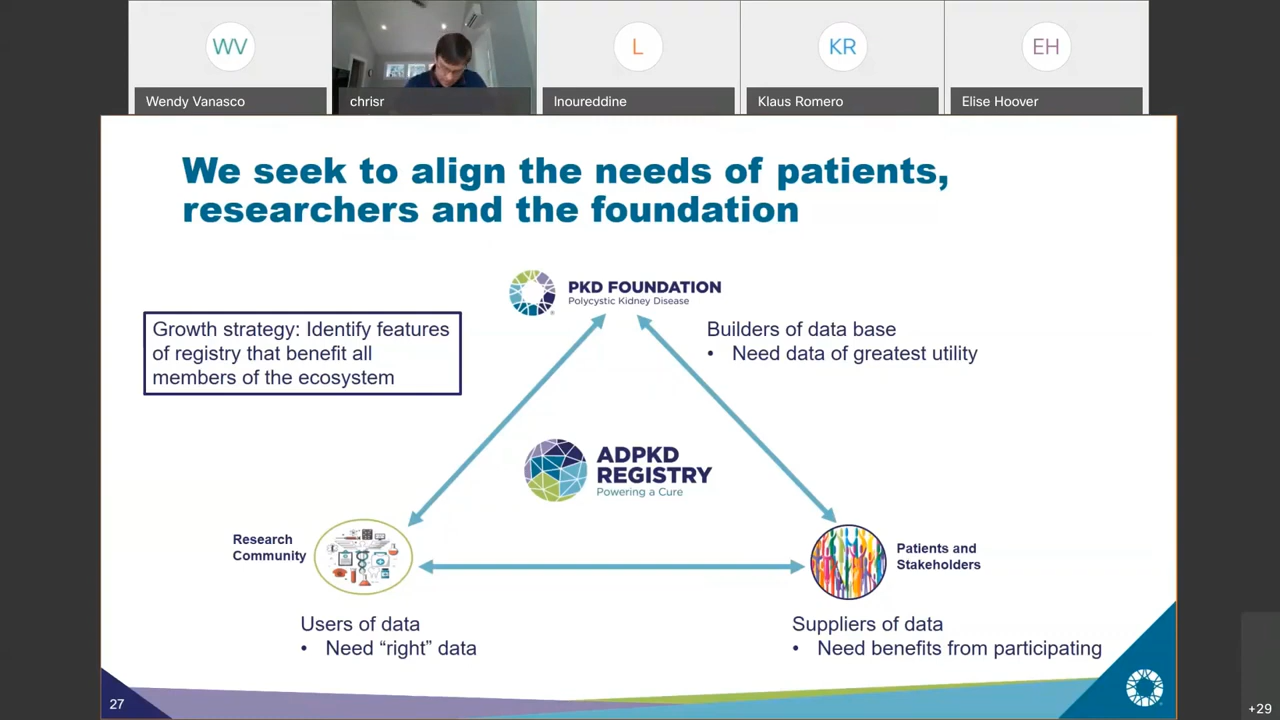 WV
L
KR
EH
Wendy Vanasco
chrisr
lnoureddine
Klaus Romero
Elise Hoover
We seek to align the needs of patients,
researchers and the foundation
PKD FOUNDATION
Polycystic Kidney Disease
Growth strategy: Identify features
of registry that benefit all
members of the ecosystem
Builders of data base
• Need data of greatest utility
ADPKD
REGISTRY
Powering a Cure
Research
Community
Patients and
Stakeholders
Users of data
• Need “right” data
Suppliers of data
• Need benefits from participating
27
+29